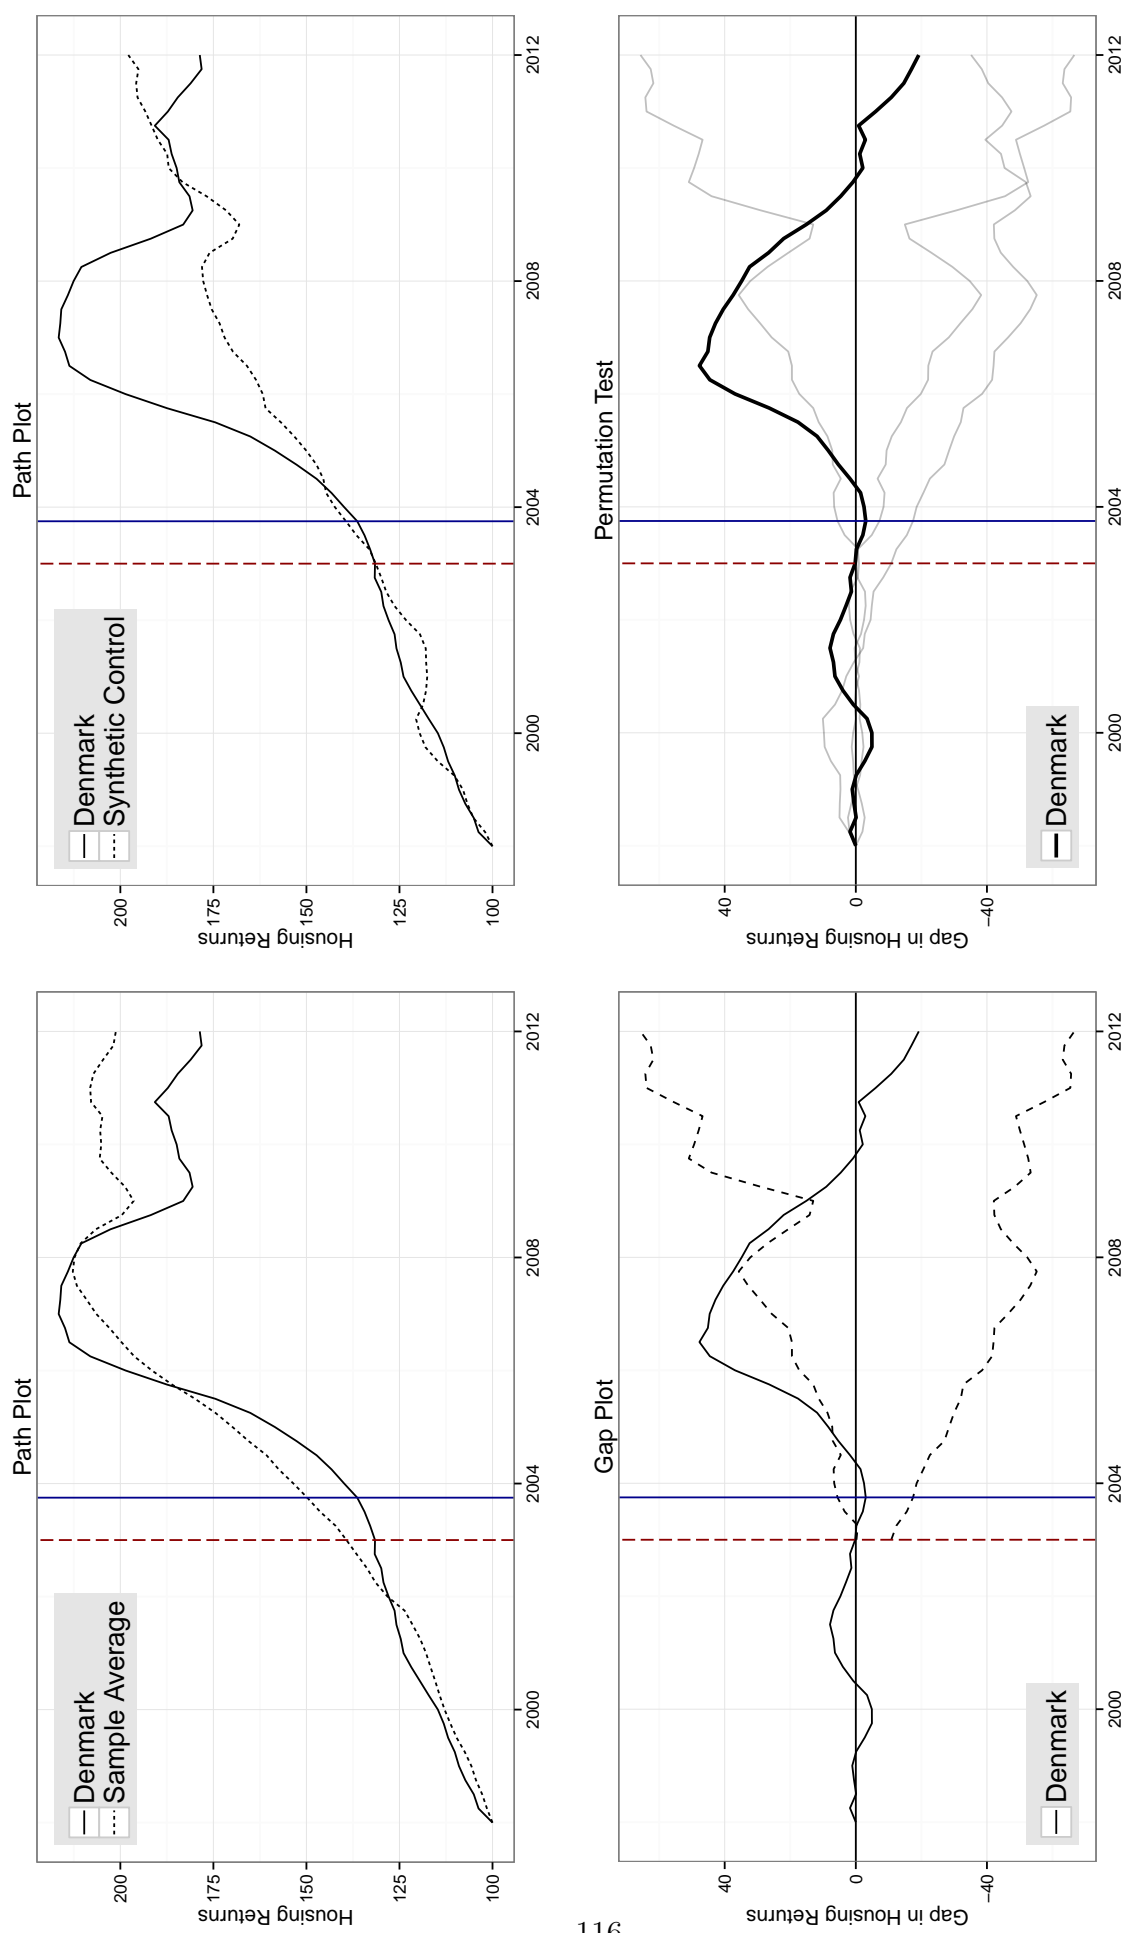 Path Plot
Housing Returns
200
175
150
125
100
2000
2004
2008
2012
Denmark
Sample Average
Path Plot
Housing Returns
200
175
150
125
100
2000
2004
2008
2012
Denmark
Synthetic Control
Gap Plot
Gap in Housing Returns
40
0
−40
2000
2004
2008
2012
Denmark
Permutation Test
Gap in Housing Returns
40
0
−40
2000
2004
2008
2012
Denmark
116